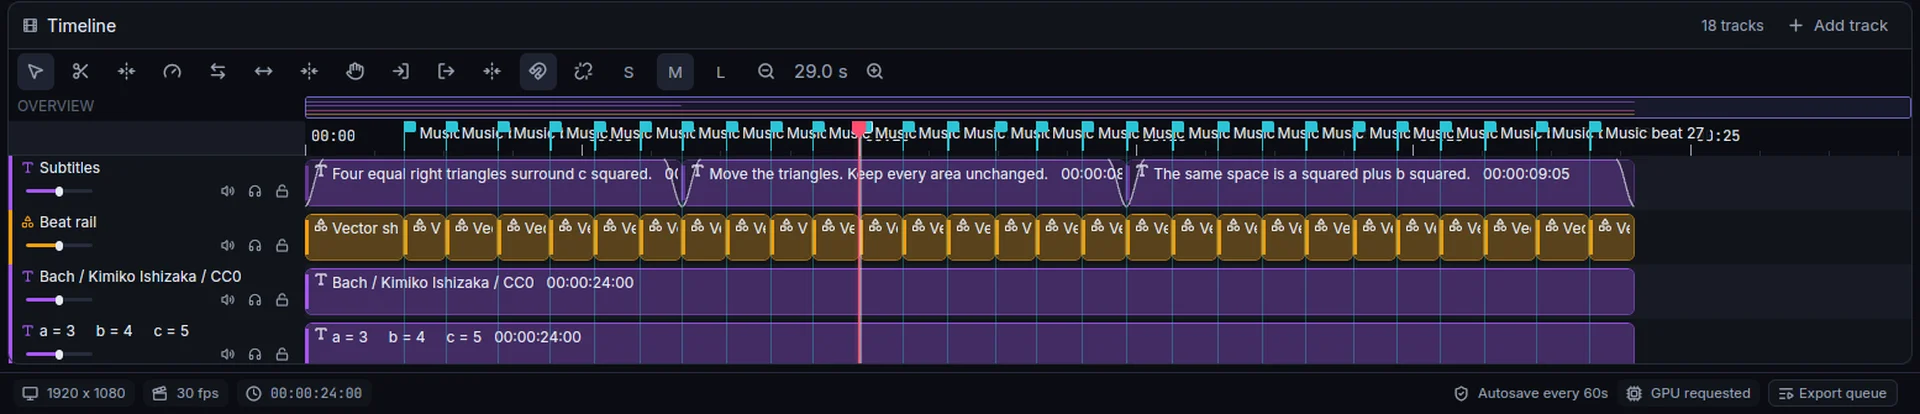 Timeline
18 tracks
Add track
S M L 29.0 s
OVERVIEW
00:00
Music beat 27
:25
Subtitles
Four equal right triangles surround c squared.
Move the triangles. Keep every area unchanged. 00:00:08
The same space is a squared plus b squared. 00:00:09:05
Beat rail
Vector sh
Bach / Kimiko Ishizaka / CC0
Bach / Kimiko Ishizaka / CC0 00:00:24:00
a = 3 b = 4 c = 5
a = 3 b = 4 c = 5 00:00:24:00
1920 x 1080
30 fps
00:00:24:00
Autosave every 60s
GPU requested
Export queue